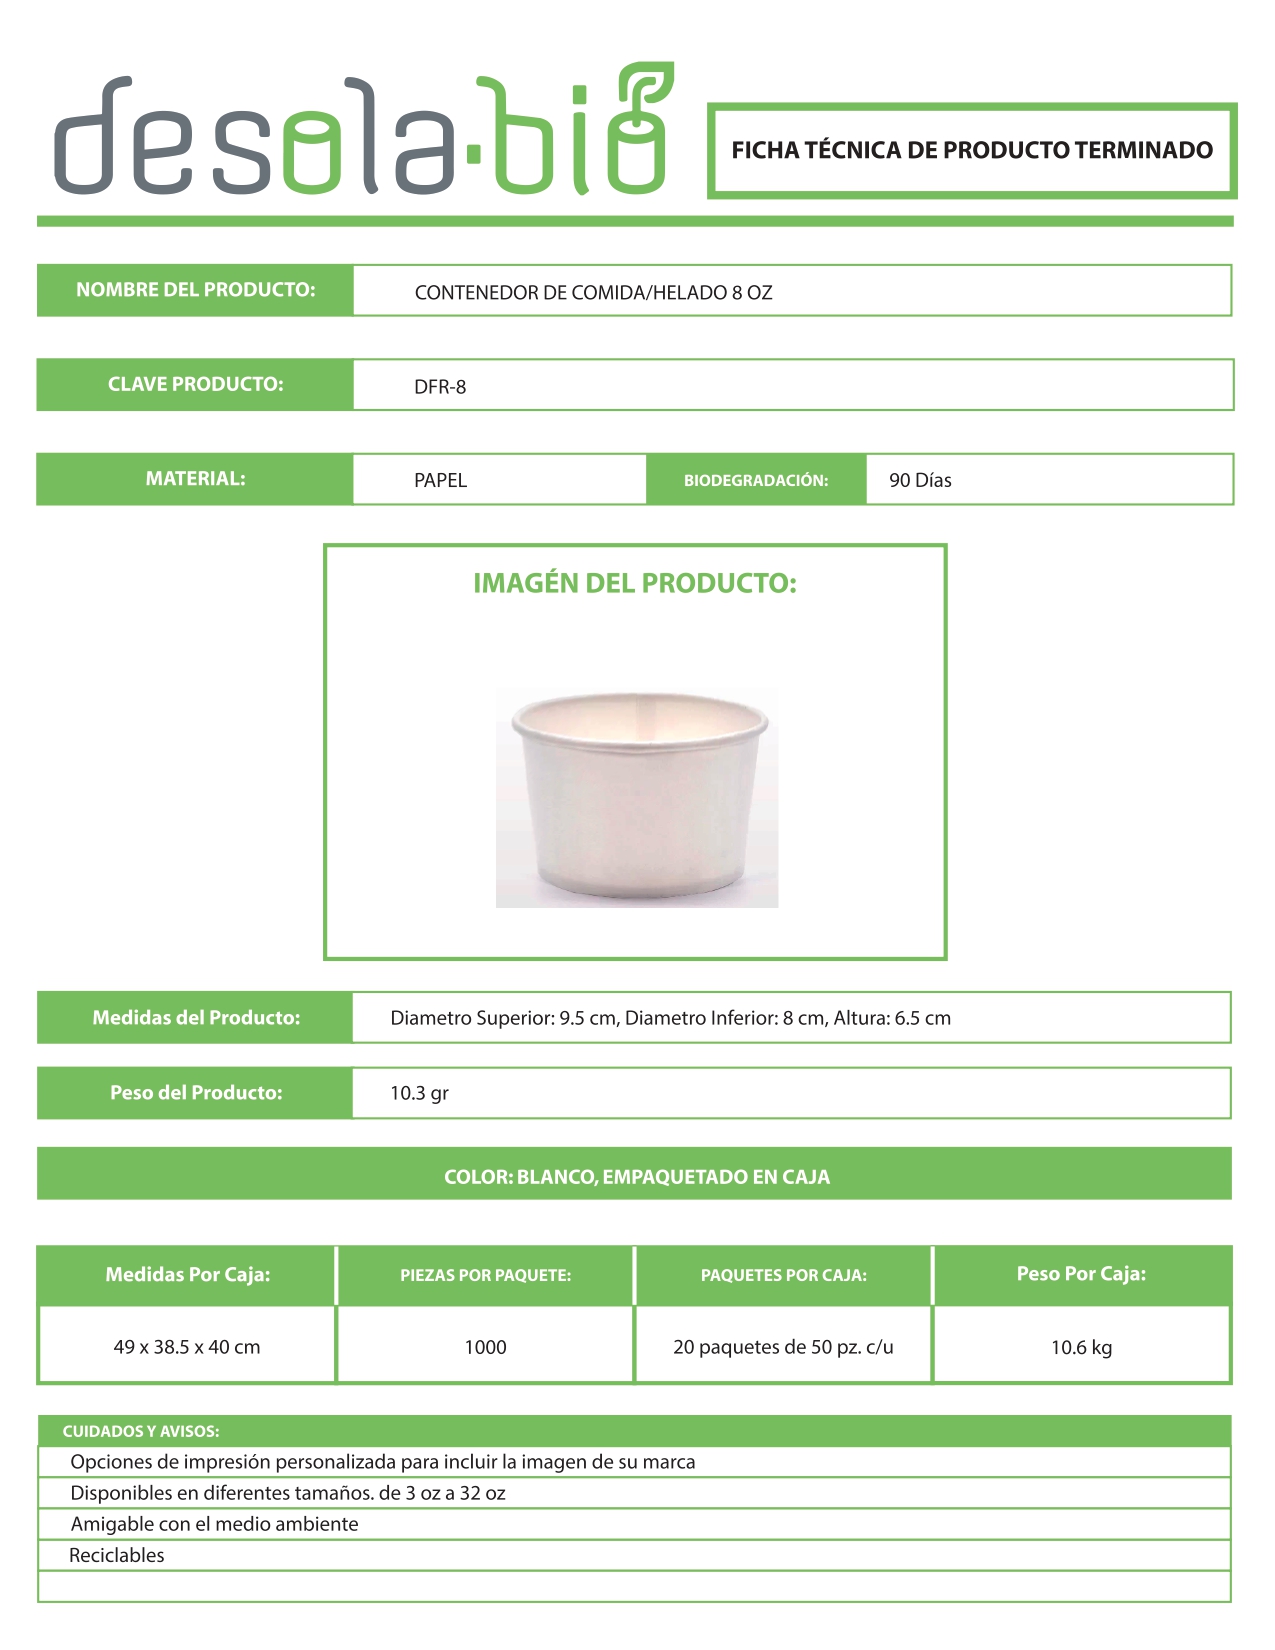 desola·bio
FICHA TÉCNICA DE PRODUCTO TERMINADO
NOMBRE DEL PRODUCTO: CONTENEDOR DE COMIDA/HELADO 8 OZ
CLAVE PRODUCTO: DFR-8
MATERIAL: PAPEL BIODEGRADACIÓN: 90 Días
IMAGÉN DEL PRODUCTO:
Medidas del Producto: Diametro Superior: 9.5 cm, Diametro Inferior: 8 cm, Altura: 6.5 cm
Peso del Producto: 10.3 gr
COLOR: BLANCO, EMPAQUETADO EN CAJA
Medidas Por Caja: PIEZAS POR PAQUETE: PAQUETES POR CAJA: Peso Por Caja:
49 x 38.5 x 40 cm 1000 20 paquetes de 50 pz. c/u 10.6 kg
CUIDADOS Y AVISOS:
Opciones de impresión personalizada para incluir la imagen de su marca
Disponibles en diferentes tamaños. de 3 oz a 32 oz
Amigable con el medio ambiente
Reciclables